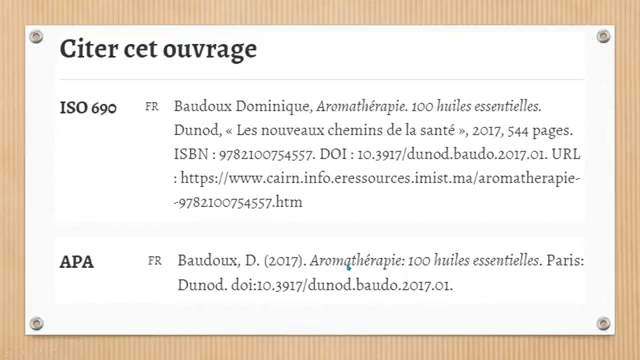 Citer cet ouvrage
ISO 690 FR Baudoux Dominique, Aromathérapie. 100 huiles essentielles.
Dunod, « Les nouveaux chemins de la santé », 2017, 544 pages.
ISBN : 9782100754557. DOI : 10.3917/dunod.baudo.2017.01. URL
: https://www.cairn.info.eressources.imist.ma/aromatherapie-
-9782100754557.htm
APA FR Baudoux, D. (2017). Aromathérapie: 100 huiles essentielles. Paris:
Dunod. doi:10.3917/dunod.baudo.2017.01.